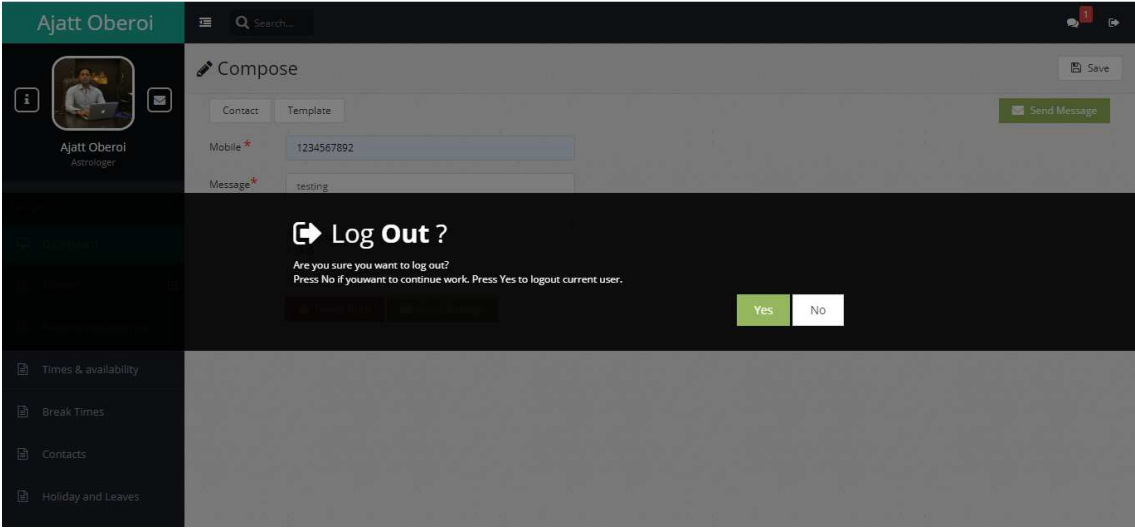 Ajatt Oberoi
Search...
1
Compose
Save
Contact
Template
Send Message
Ajatt Oberoi
Astrologer
Mobile *
1234567892
Message*
testing
Log Out ?
Are you sure you want to log out?
Press No if youwant to continue work. Press Yes to logout current user.
Yes
No
Dashboard
Times & availability
Break Times
Contacts
Holiday and Leaves